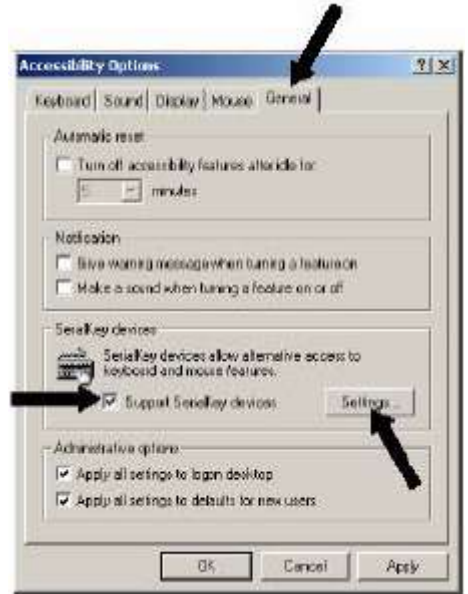 Accessibility Options
Keyboard Sound Display Mouse General
Automatic reset
Turn off accessibility features after idle for:
5 minutes
Notification
Give warning message when turning a feature on
Make a sound when turning a feature on or off
SerialKey devices
SerialKey devices allow alternative access to
keyboard and mouse features.
Support SerialKey devices
Settings...
Administrative options
Apply all settings to logon desktop
Apply all settings to defaults for new users
OK Cancel Apply